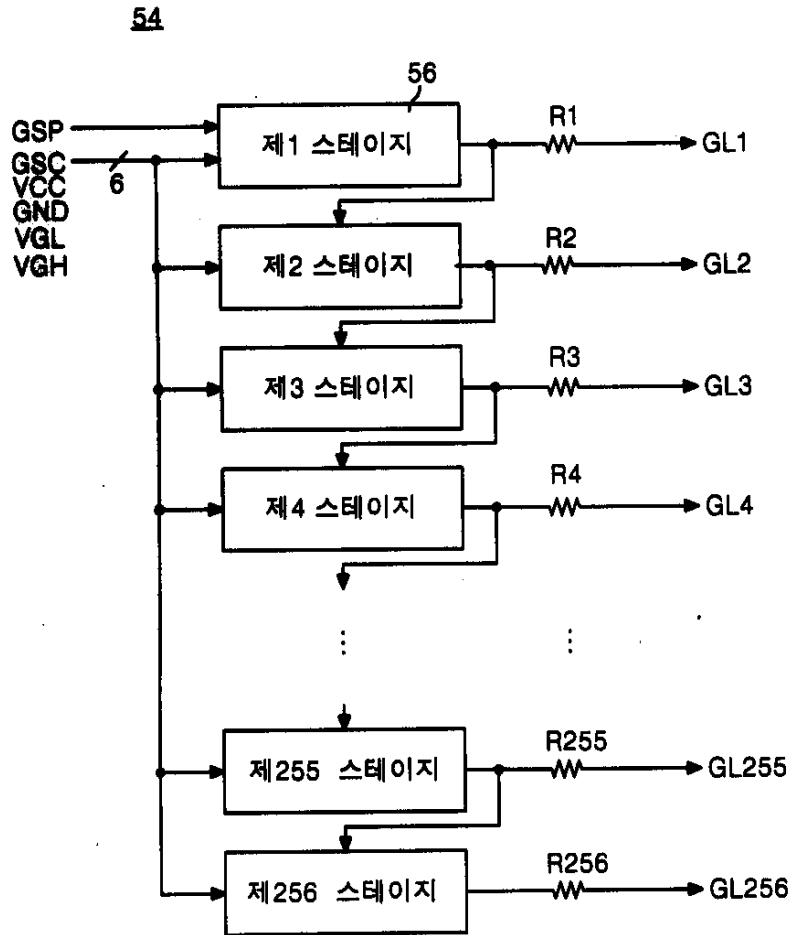 54
56
GSP
GSC
VCC
GND
VGL
VGH
6
제1 스테이지
R1
GL1
제2 스테이지
R2
GL2
제3 스테이지
R3
GL3
제4 스테이지
R4
GL4
제255 스테이지
R255
GL255
제256 스테이지
R256
GL256